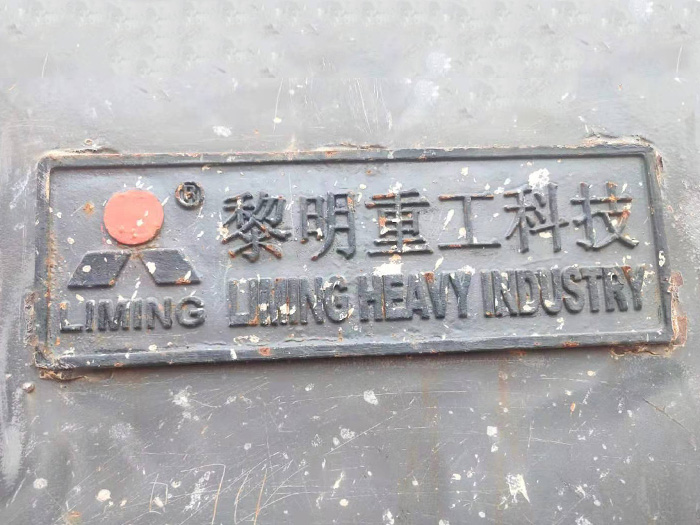 ®
黎明重工科技
LIMING
LIMING HEAVY INDUSTRY